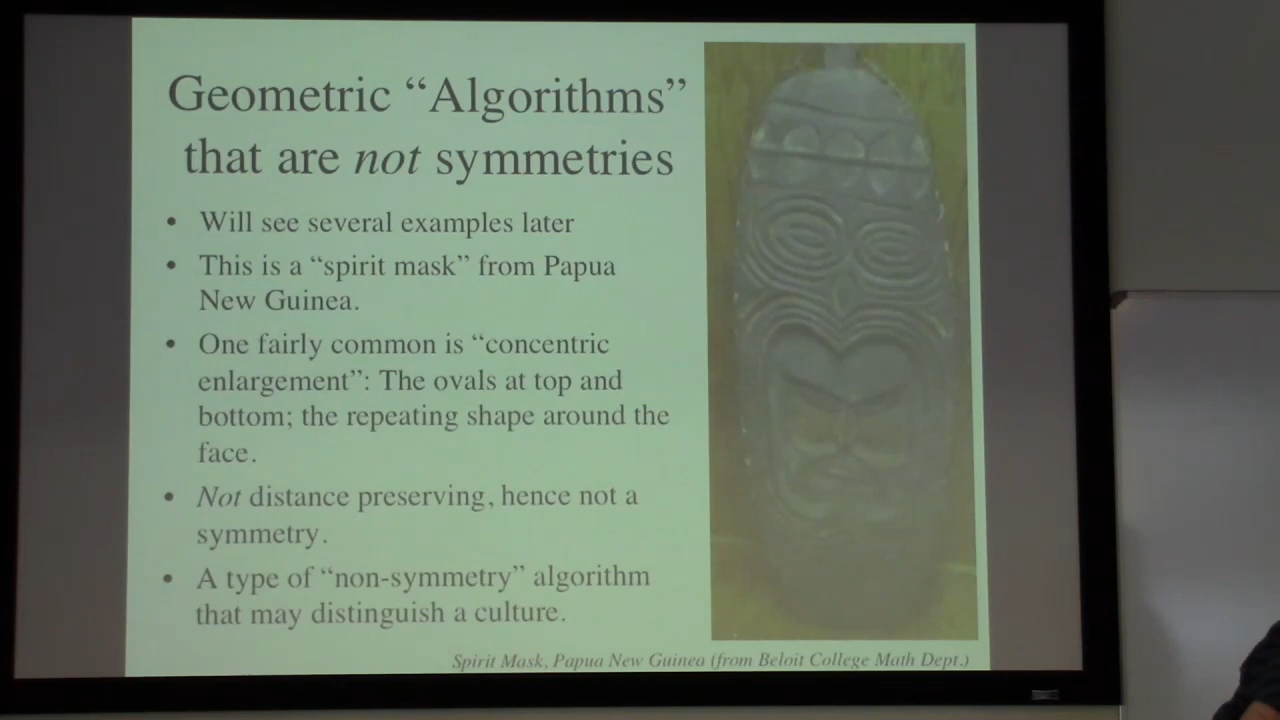 Geometric “Algorithms”
that are not symmetries
• Will see several examples later
• This is a “spirit mask” from Papua
New Guinea.
• One fairly common is “concentric
enlargement”: The ovals at top and
bottom; the repeating shape around the
face.
• Not distance preserving, hence not a
symmetry.
• A type of “non-symmetry” algorithm
that may distinguish a culture.
Spirit Mask, Papua New Guinea (from Beloit College Math Dept.)